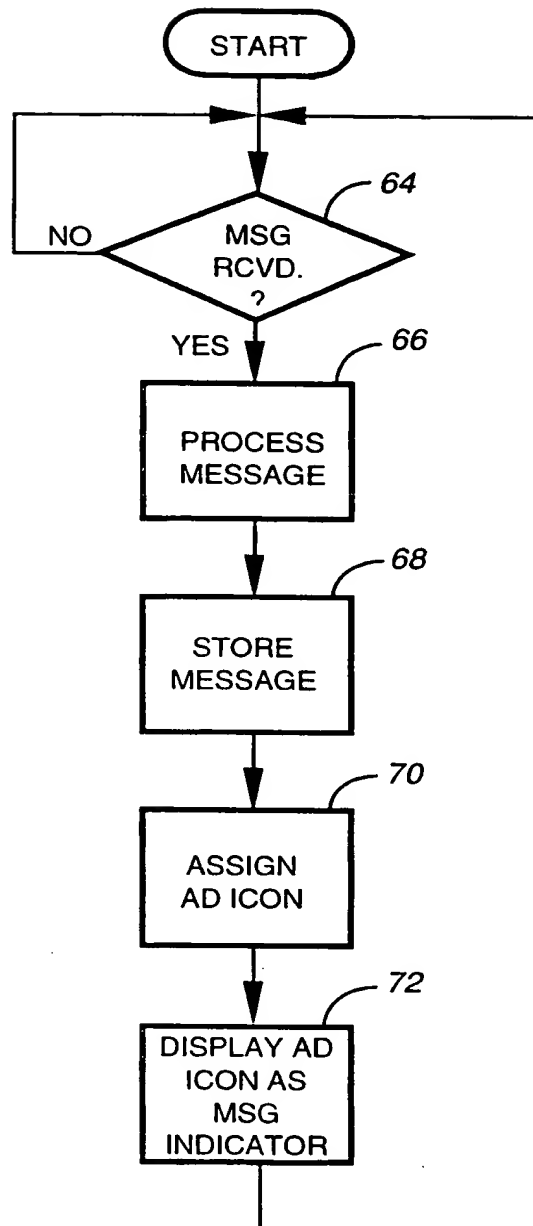 START
64
MSG
RCVD.
?
NO
YES
66
PROCESS
MESSAGE
68
STORE
MESSAGE
70
ASSIGN
AD ICON
72
DISPLAY AD
ICON AS
MSG
INDICATOR